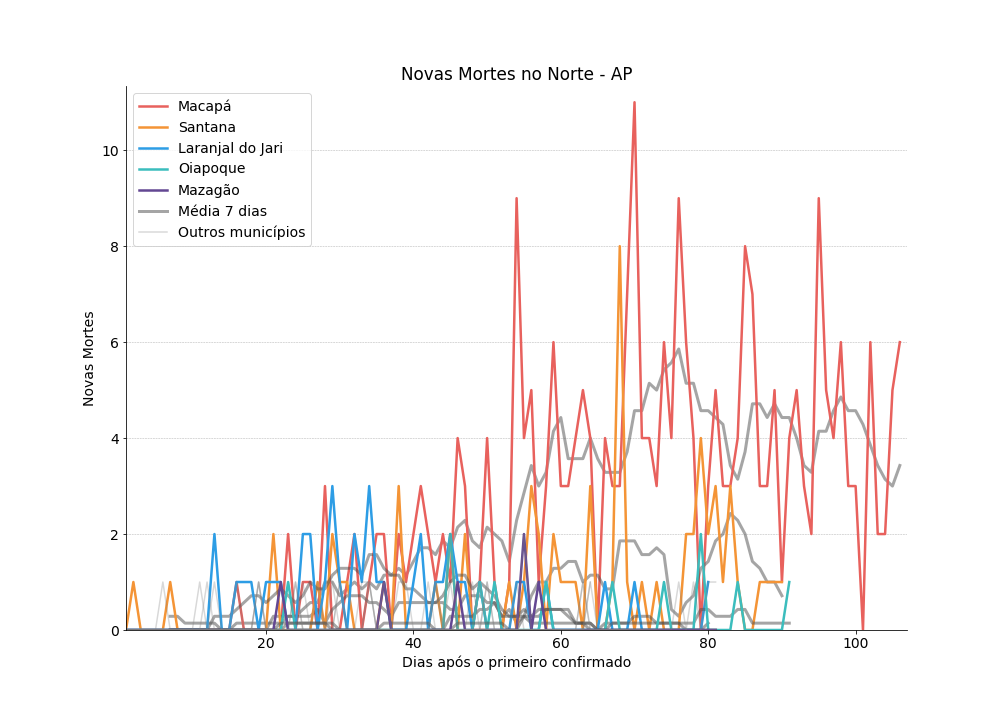 Novas Mortes no Norte - AP
Macapá
Santana
Laranjal do Jari
Oiapoque
Mazagão
Média 7 dias
Outros municípios
Novas Mortes
10
8
6
4
2
0
20
40
60
80
100
Dias após o primeiro confirmado